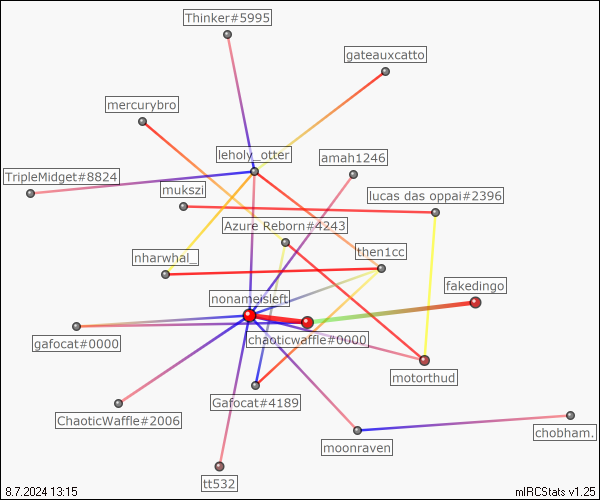 Thinker#5995
gateauxcatto
mercurybro
leholy_otter
amah1246
TripleMidget#8824
mukszi
lucas das oppai#2396
Azure Reborn#4243
nharwhal_
then1cc
nonameisleft
fakedingo
gafocat#0000
chaoticwaffle#0000
motorthud
Gafocat#4189
ChaoticWaffle#2006
moonraven
chobham.
tt532
8.7.2024 13:15
mIRCStats v1.25